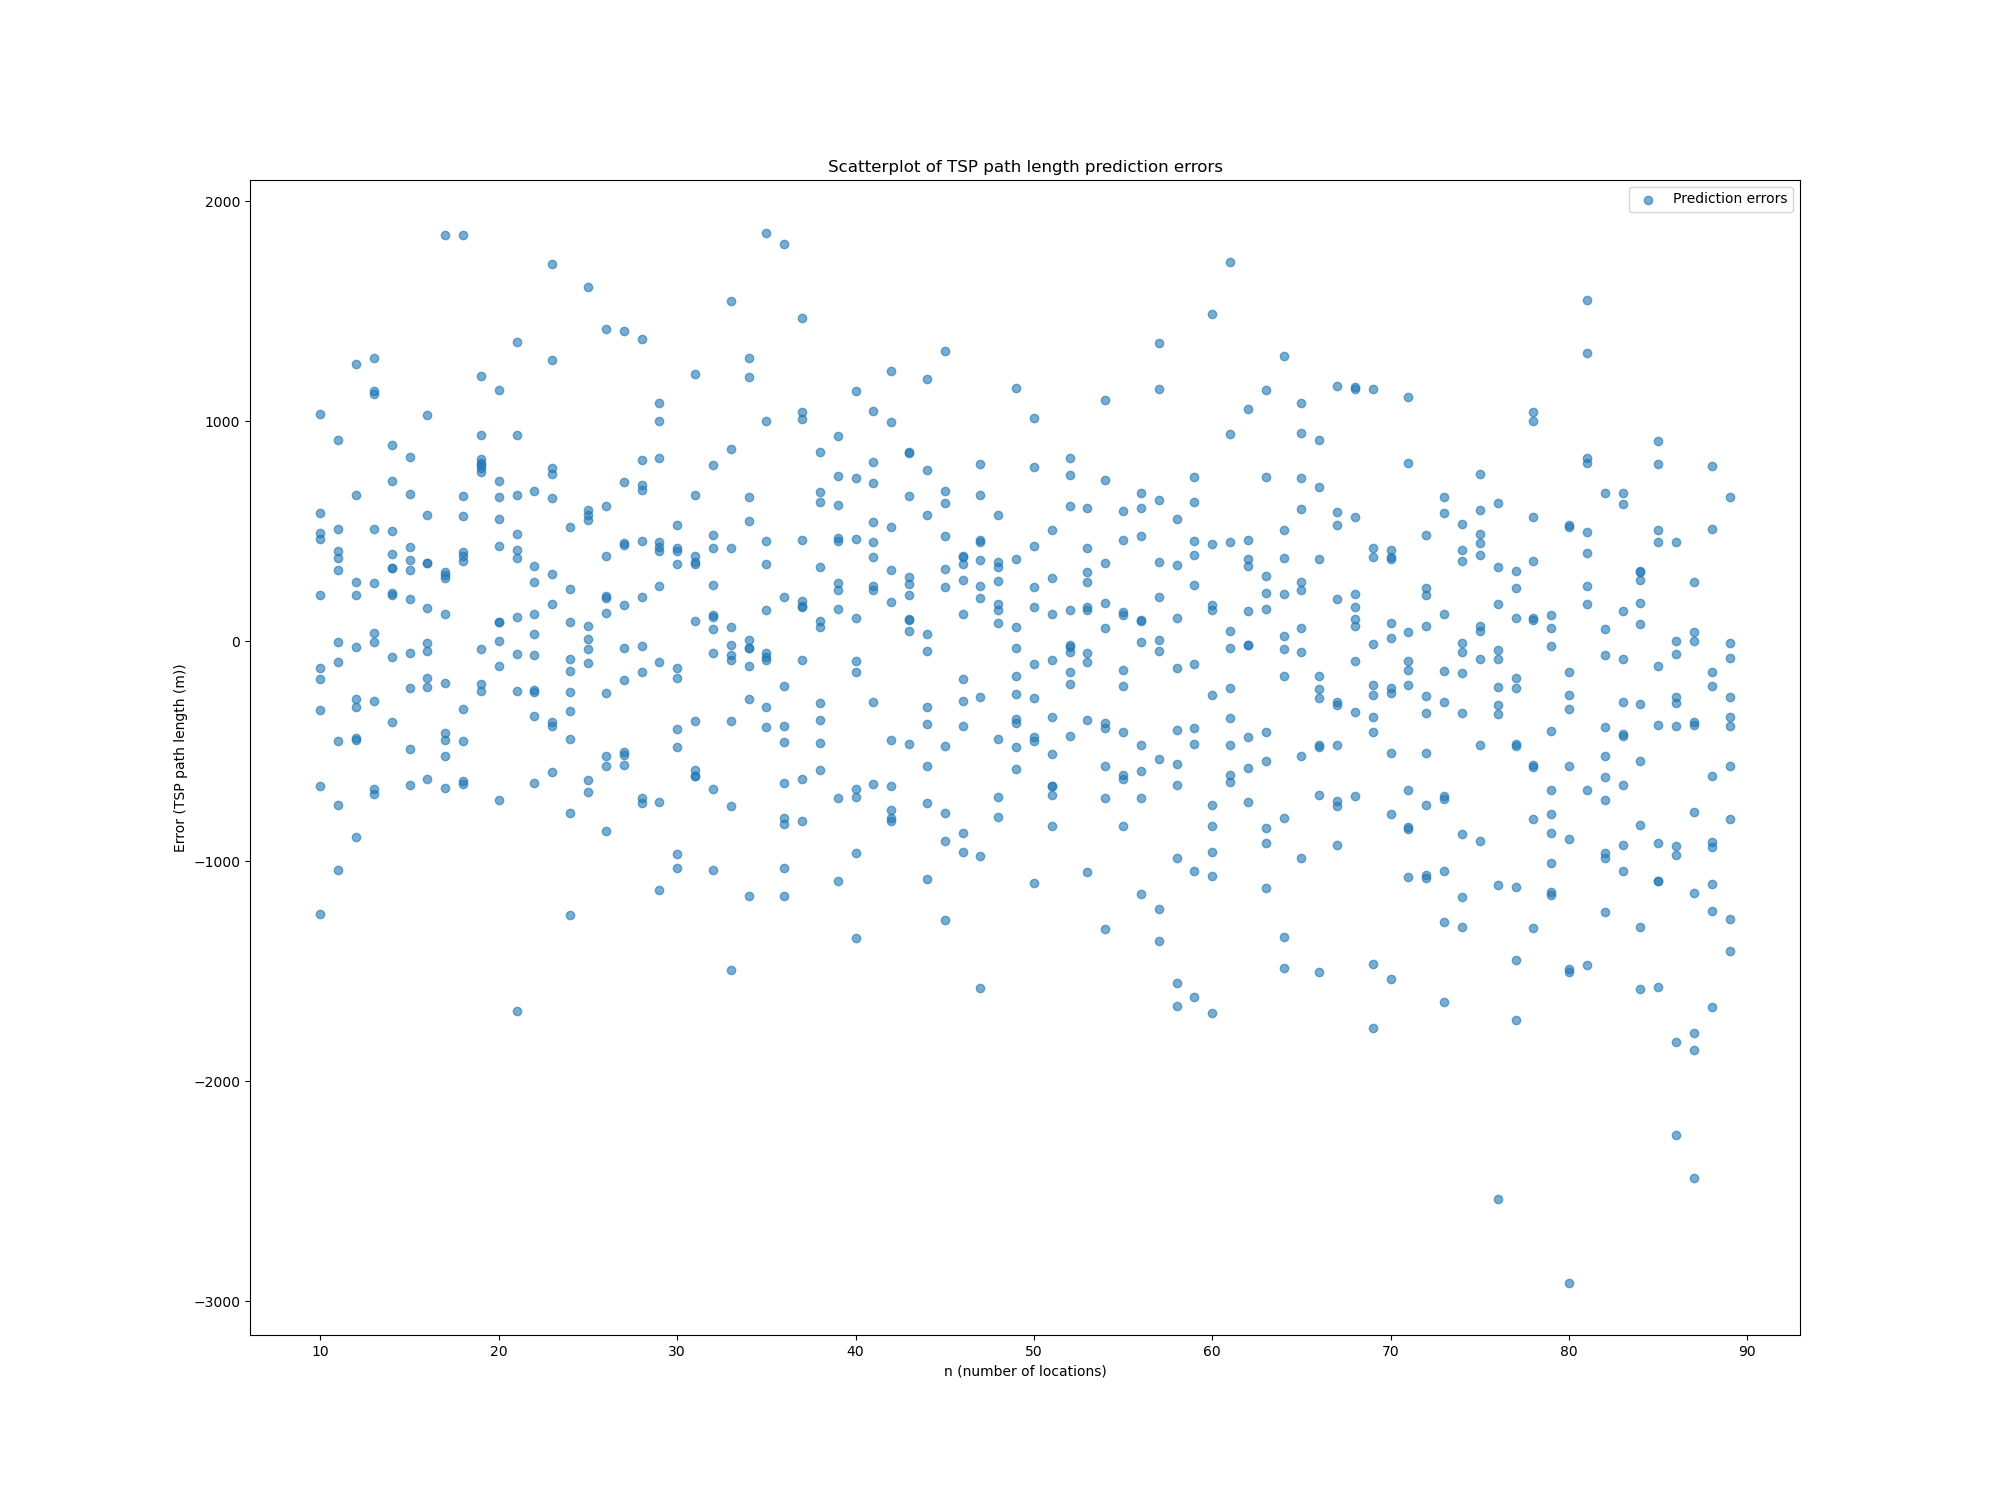 Scatterplot of TSP path length prediction errors
Prediction errors
Error (TSP path length (m))
2000
1000
0
−1000
−2000
−3000
10 20 30 40 50 60 70 80 90
n (number of locations)